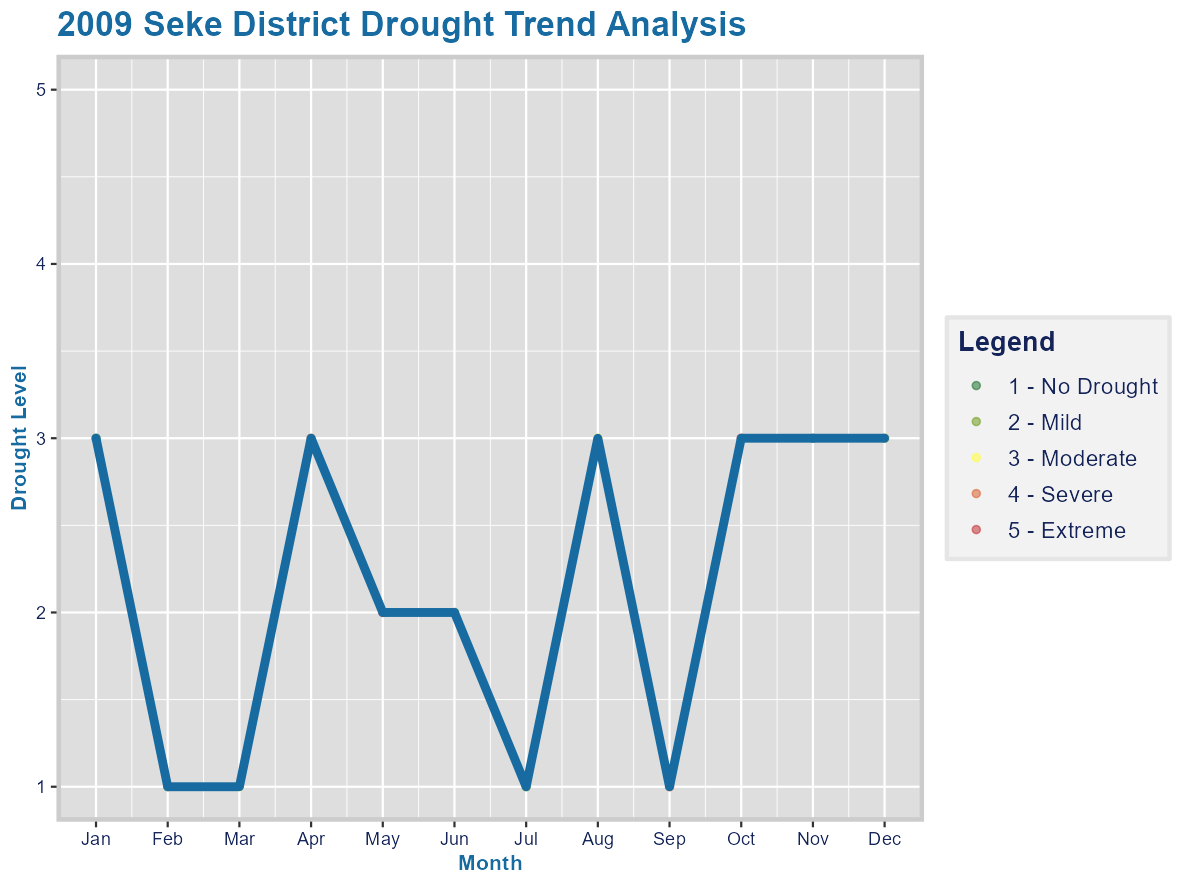 2009 Seke District Drought Trend Analysis
Drought Level
5
4
3
2
1
Jan Feb Mar Apr May Jun Jul Aug Sep Oct Nov Dec
Month
Legend
1 - No Drought
2 - Mild
3 - Moderate
4 - Severe
5 - Extreme